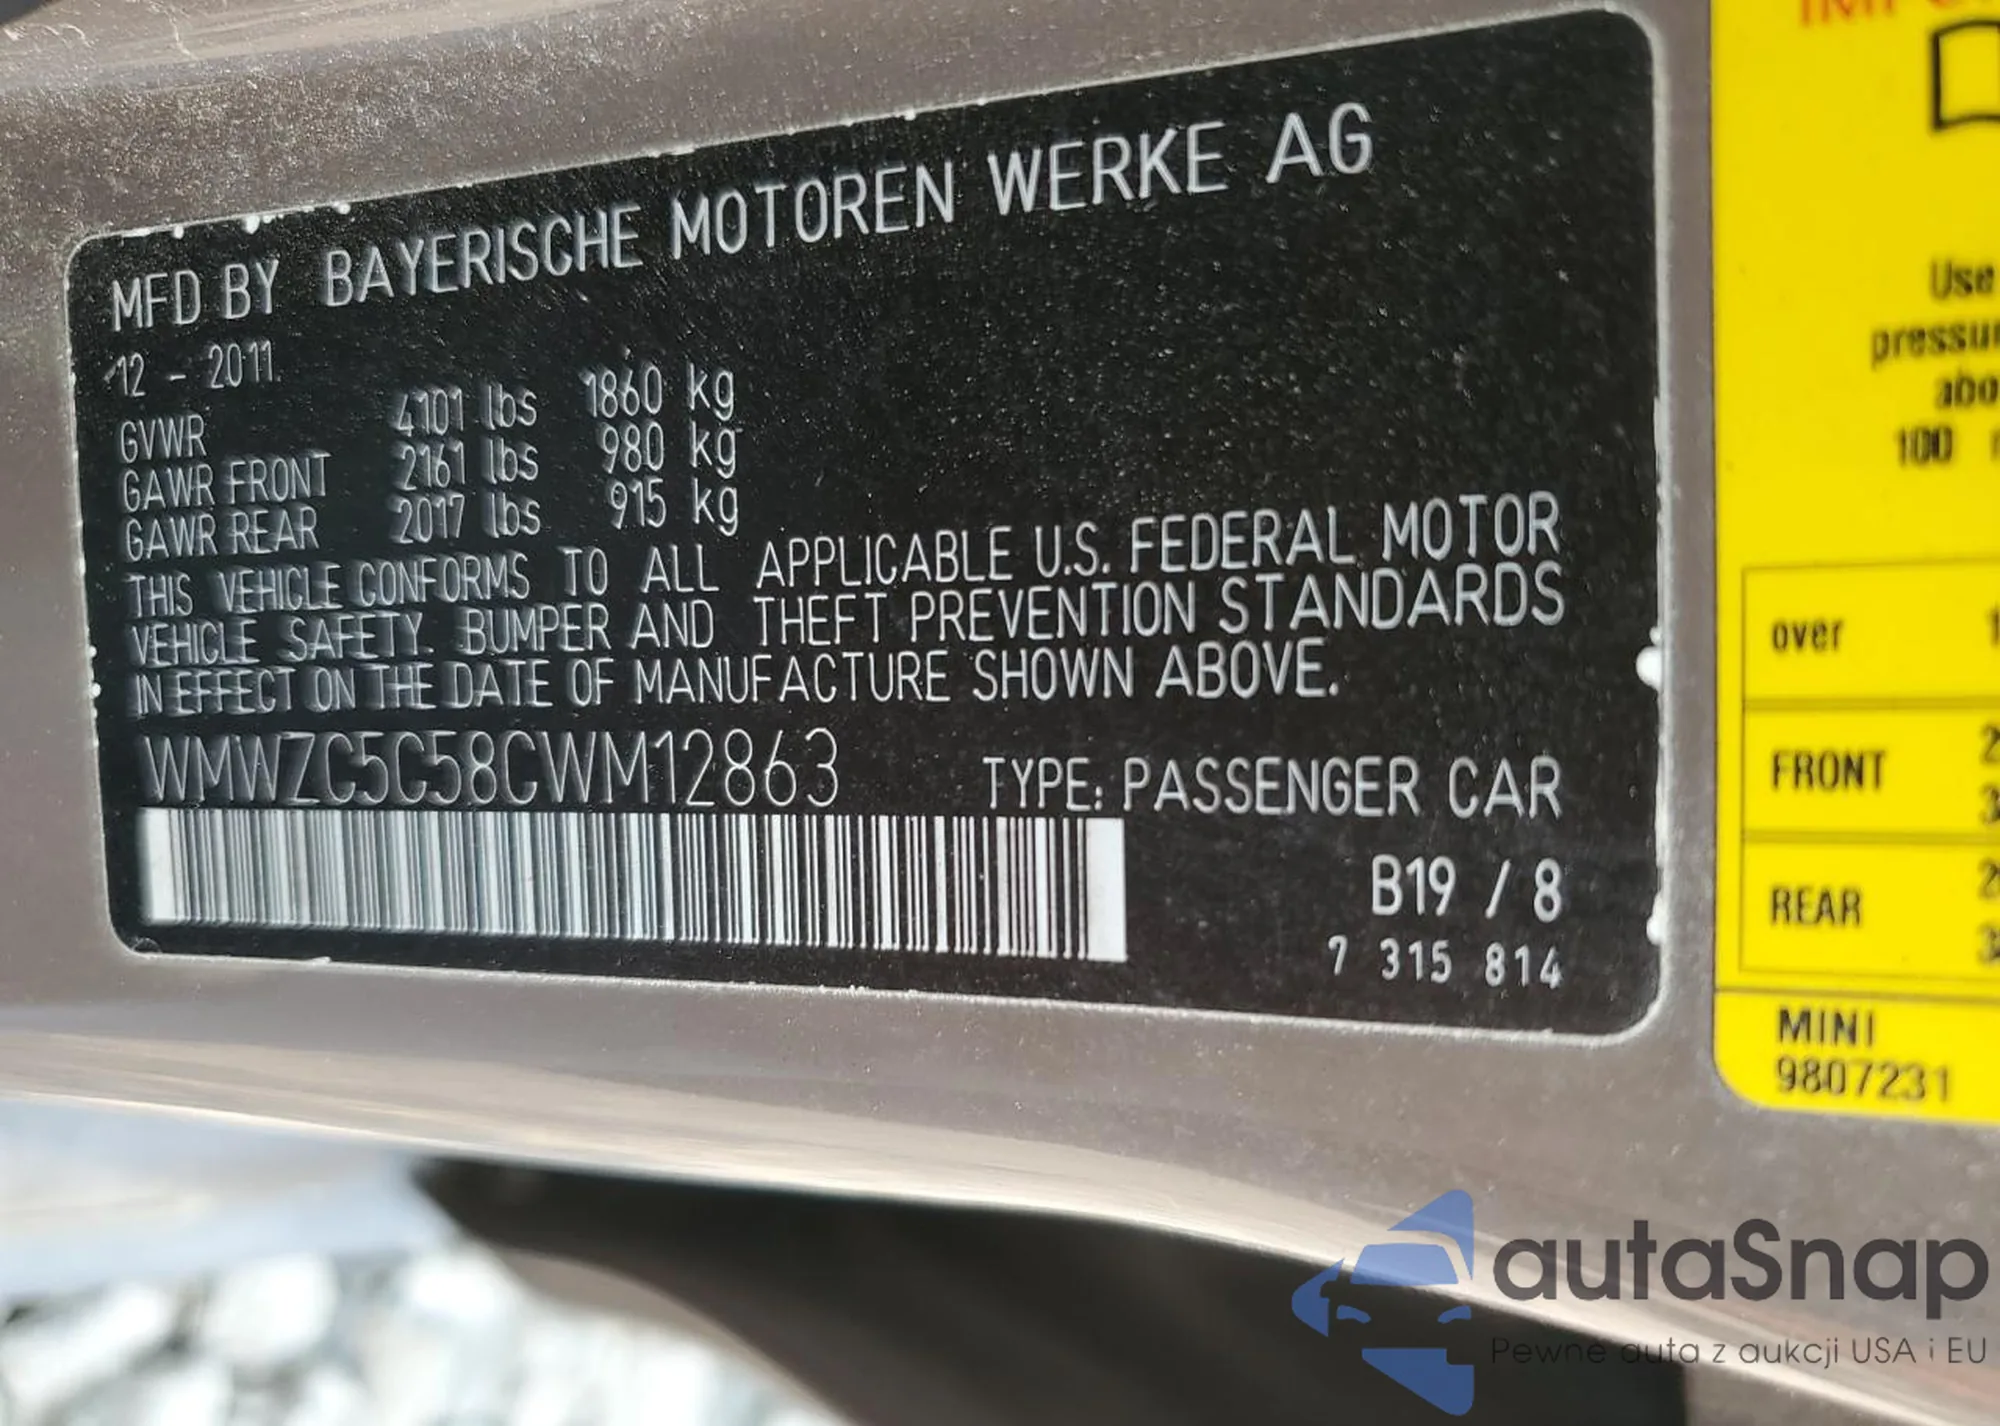 MFD BY BAYERISCHE MOTOREN WERKE AG
12 - 2011
GVWR 4101 lbs 1860 kg
GAWR FRONT 2161 lbs 980 kg
GAWR REAR 2017 lbs 915 kg
THIS VEHICLE CONFORMS TO ALL APPLICABLE U.S. FEDERAL MOTOR
VEHICLE SAFETY. BUMPER AND THEFT PREVENTION STANDARDS
IN EFFECT ON THE DATE OF MANUFACTURE SHOWN ABOVE.
WMWZC5C58CWM12863
TYPE: PASSENGER CAR
B19 / 8
7 315 814
Use
100
over
FRONT
REAR
MINI
9807231
autaSnap
Pewne auta z aukcji USA i EU